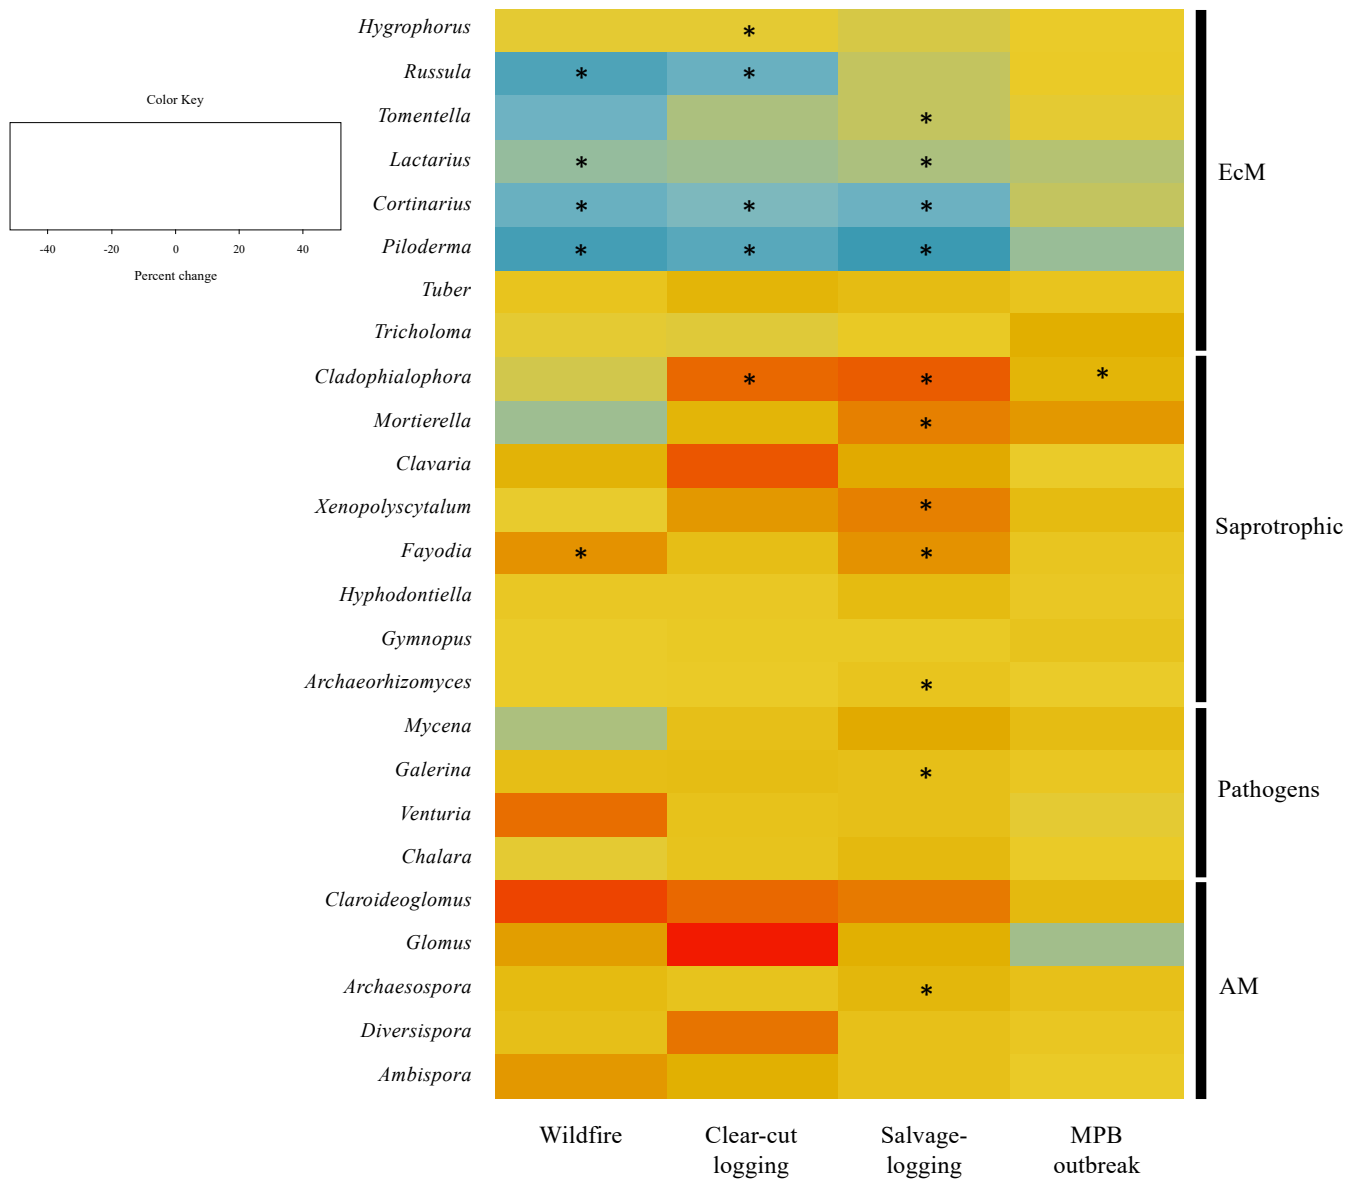 Hygrophorus
Russula
Tomentella
Lactarius
Cortinarius
Piloderma
Tuber
Tricholoma
Cladophialophora
Mortierella
Clavaria
Xenopolyscytalum
Fayodia
Hyphodontiella
Gymnopus
Archaeorhizomyces
Mycena
Galerina
Venturia
Chalara
Claroideoglomus
Glomus
Archaesospora
Diversispora
Ambispora
Color Key
-40 -20 0 20 40
Percent change
*
* *
*
* *
* * *
* * *
* * *
*
*
* *
*
*
*
EcM
Saprotrophic
Pathogens
AM
Wildfire
Clear-cut
logging
Salvage-
logging
MPB
outbreak